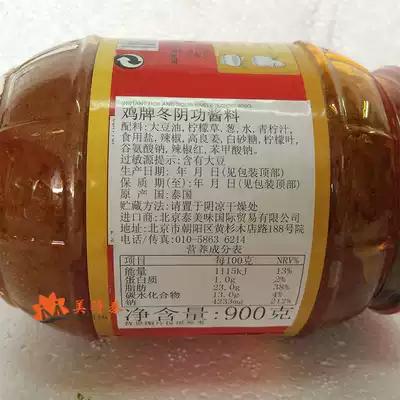 INSTANT HOT AND SOUR
鸡牌冬阴功酱料
配料:大豆油,柠檬草,葱,水,青柠汁,
食用盐,辣椒,高良姜,白砂糖,柠檬叶,
谷氨酸钠,辣椒红,苯甲酸钠。
过敏源提示:含有大豆
生产日期: 年 月 日(见包装顶部)
保 质 期(至): 年 月 日(见包装顶部)
原 产 国:泰国
贮藏方法:请置于阴凉干燥处
进口商:北京泰美味国际贸易有限公司
地址:北京市朝阳区黄杉木店路188号院
电话:010-5863 6214
营养成分表
项目 每100克 NRV%
能量 1115kJ 13%
蛋白质 1.0g 2%
脂肪 23.0g 38%
碳水化合物 13.0g 4%
钠 4233mg 212%
净含量:900克